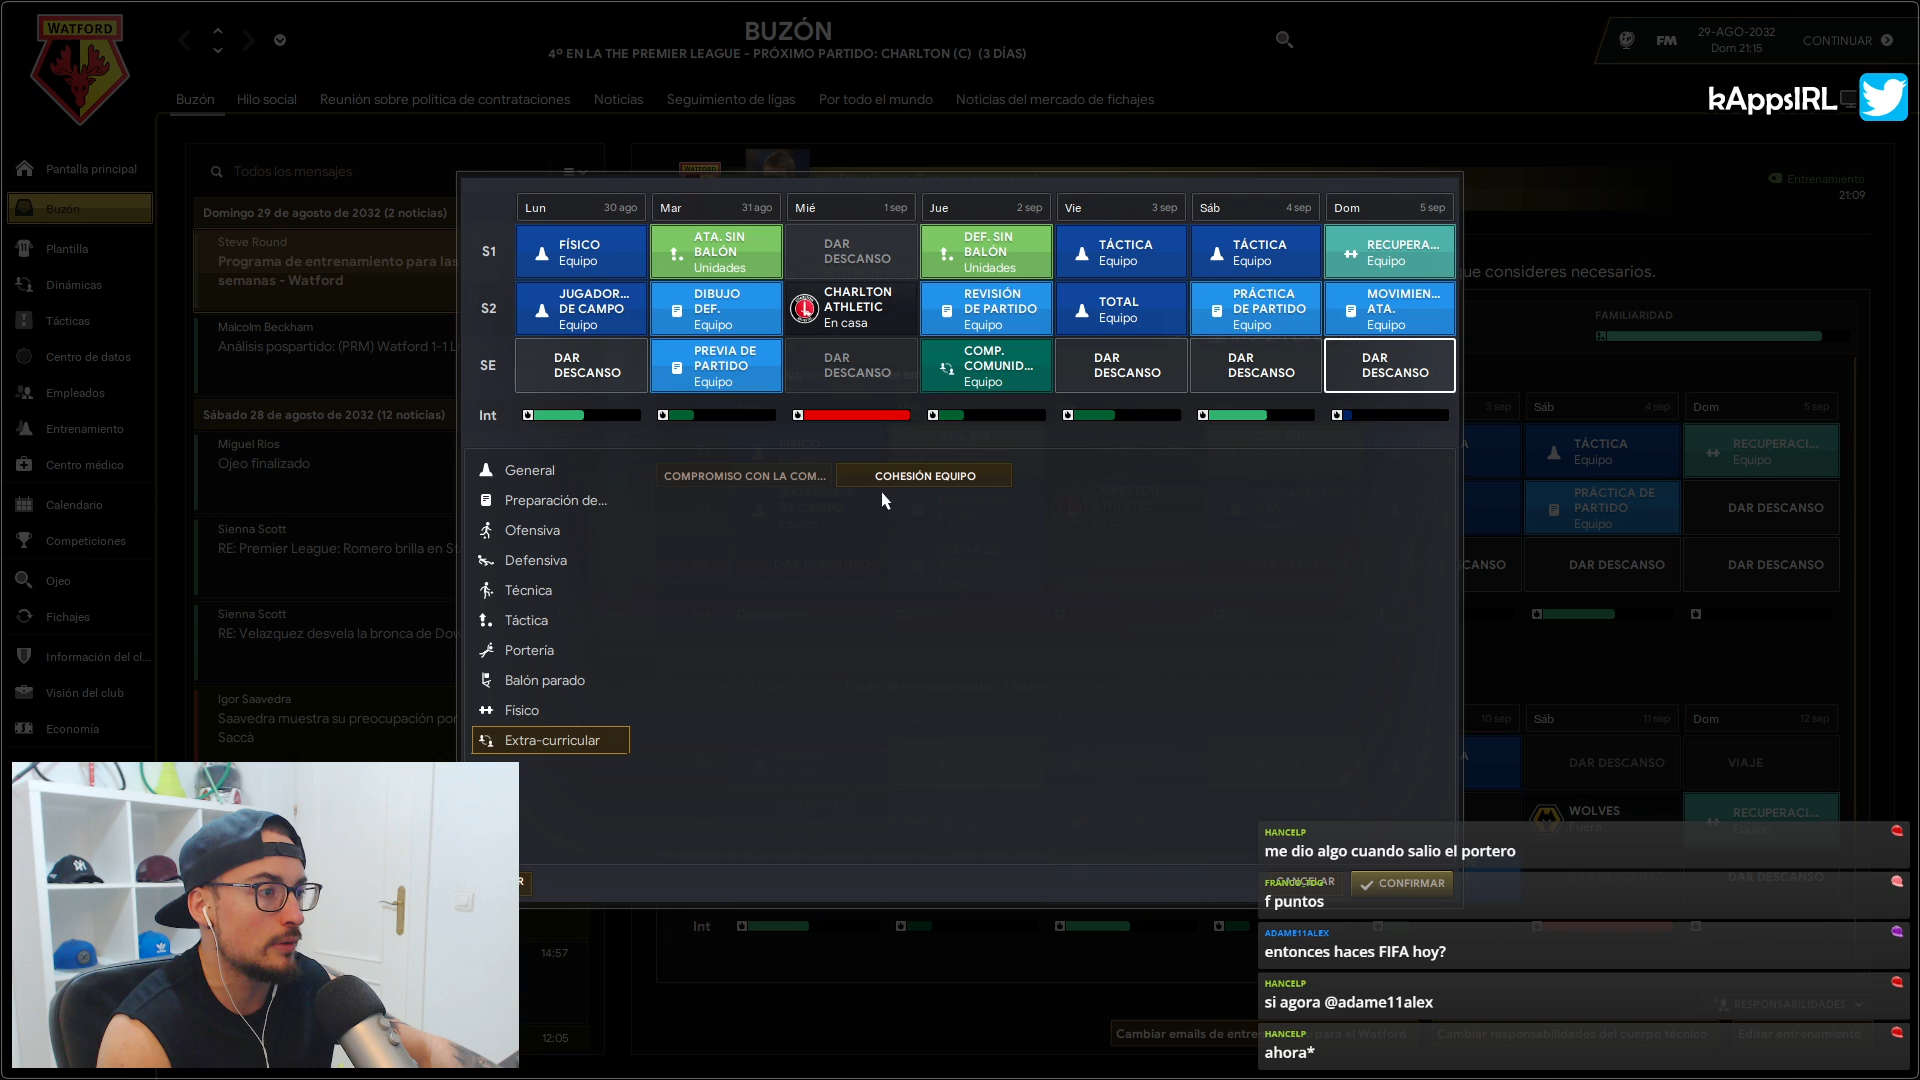 WATFORD
BUZÓN
4º EN LA THE PREMIER LEAGUE - PRÓXIMO PARTIDO: CHARLTON (C) (3 DÍAS)
FM
29-AGO-2032
Dom 21:15
CONTINUAR
kAppsIRL
Buzón
Hilo social
Reunión sobre política de contrataciones
Noticias
Seguimiento de ligas
Por todo el mundo
Noticias del mercado de fichajes
Pantalla principal
Buzón
Plantilla
Dinámicas
Tácticas
Centro de datos
Empleados
Entrenamiento
Centro médico
Calendario
Competiciones
Ojeo
Fichajes
Información del cl...
Visión del club
Economía
Todos los mensajes
Domingo 29 de agosto de 2032 (2 noticias)
Steve Round
Programa de entrenamiento para las
semanas - Watford
Malcolm Beckham
Análisis pospartido: (PRM) Watford 1-1 L
Sábado 28 de agosto de 2032 (12 noticias)
Miguel Rios
Ojeo finalizado
Sienna Scott
RE: Premier League: Romero brilla en S
Sienna Scott
RE: Velazquez desvela la bronca de Do
Igor Saavedra
Saavedra muestra su preocupación por
Saccà
14:57
12:05
Entrenamiento
21:09
que consideres necesarios.
FAMILIARIDAD
Lun 30 ago
Mar 31 ago
Mié 1 sep
Jue 2 sep
Vie 3 sep
Sáb 4 sep
Dom 5 sep
S1
FÍSICO
Equipo
ATA. SIN
BALÓN
Unidades
DAR
DESCANSO
DEF. SIN
BALÓN
Unidades
TÁCTICA
Equipo
TÁCTICA
Equipo
RECUPERA...
Equipo
S2
JUGADOR...
DE CAMPO
Equipo
DIBUJO
DEF.
Equipo
CHARLTON
ATHLETIC
En casa
REVISIÓN
DE PARTIDO
Equipo
TOTAL
Equipo
PRÁCTICA
DE PARTIDO
Equipo
MOVIMIEN...
ATA.
Equipo
SE
DAR
DESCANSO
PREVIA DE
PARTIDO
Equipo
DAR
DESCANSO
COMP.
COMUNID...
Equipo
DAR
DESCANSO
DAR
DESCANSO
DAR
DESCANSO
Int
General
Preparación de...
Ofensiva
Defensiva
Técnica
Táctica
Portería
Balón parado
Físico
Extra-curricular
COMPROMISO CON LA COM...
COHESIÓN EQUIPO
CANCELAR
CONFIRMAR
3 sep
Sáb 4 sep
Dom 5 sep
TÁCTICA
Equipo
RECUPERACI...
Equipo
PRÁCTICA DE
PARTIDO
Equipo
DAR DESCANSO
DAR DESCANSO
DAR DESCANSO
10 sep
Sáb 11 sep
Dom 12 sep
DAR DESCANSO
VIAJE
WOLVES
Fuera
RECUPERACI...
Int
HANCELP
me dio algo cuando salio el portero
f puntos
ADAME11ALEX
entonces haces FIFA hoy?
HANCELP
si agora @adame11alex
HANCELP
ahora*
RESPONSABILIDADES
Cambiar emails de entre
para el Watford
Cambiar responsabilidades del cuerpo técnico
Editar entrenamiento